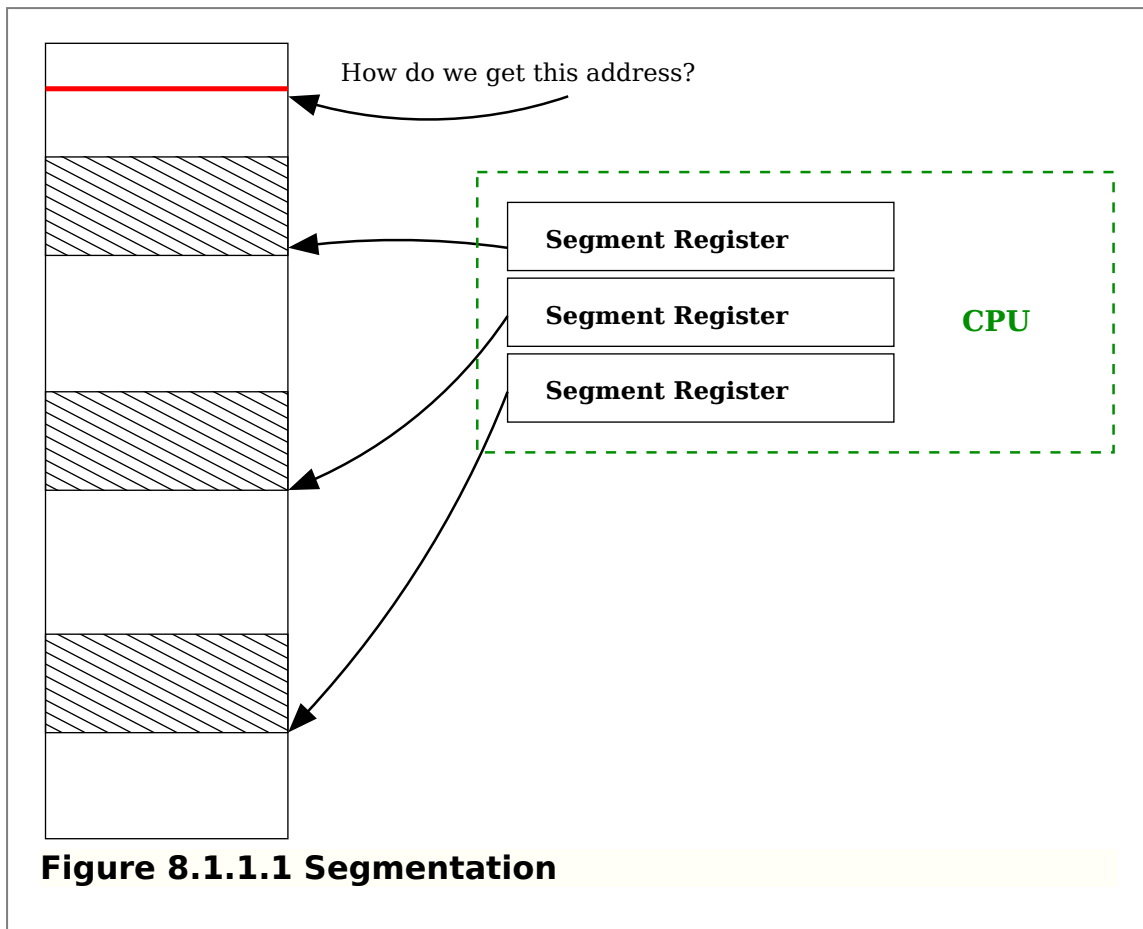 How do we get this address?
Segment Register
Segment Register
CPU
Segment Register
Figure 8.1.1.1 Segmentation